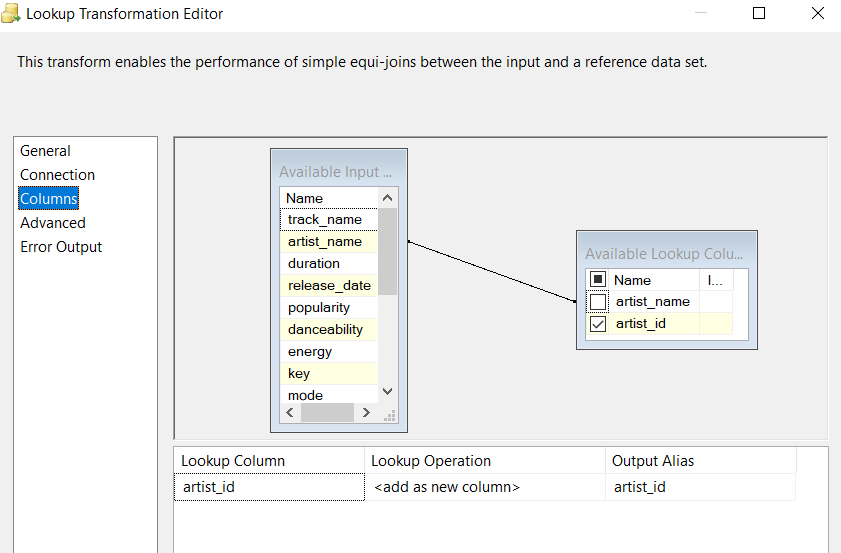 Lookup Transformation Editor
This transform enables the performance of simple equi-joins between the input and a reference data set.
General
Connection
Columns
Advanced
Error Output
Available Input ...
Name
track_name
artist_name
duration
release_date
popularity
danceability
energy
key
mode
Available Lookup Colu...
Name I...
artist_name
artist_id
Lookup Column Lookup Operation Output Alias
artist_id <add as new column> artist_id